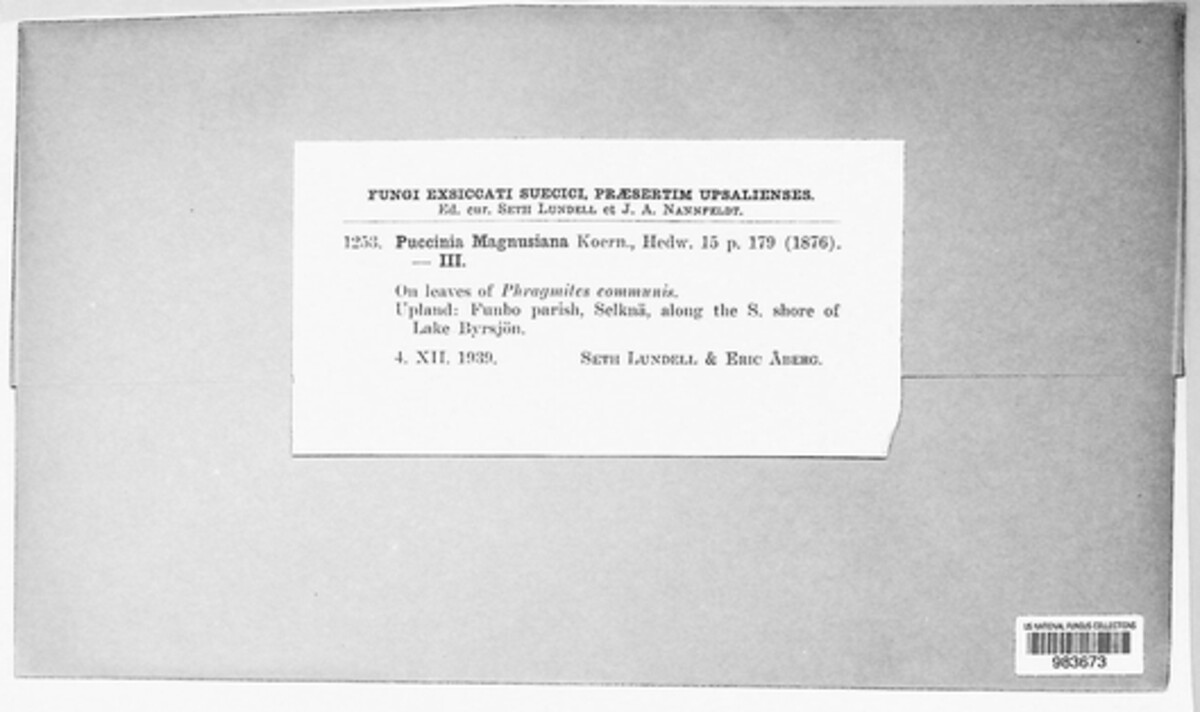 FUNGI EXSICCATI SUECICI, PRÆSERTIM UPSALIENSES.
Ed. cur. SETH LUNDELL et J. A. NANNFELDT.
1253. Puccinia Magnusiana Koern., Hedw. 15 p. 179 (1876).
— III.
On leaves of Phragmites communis.
Upland: Funbo parish, Selknä, along the S. shore of
Lake Byrsjön.
4. XII. 1939. SETH LUNDELL & ERIC ÅBERG.
US NATIONAL FUNGUS COLLECTIONS
983673